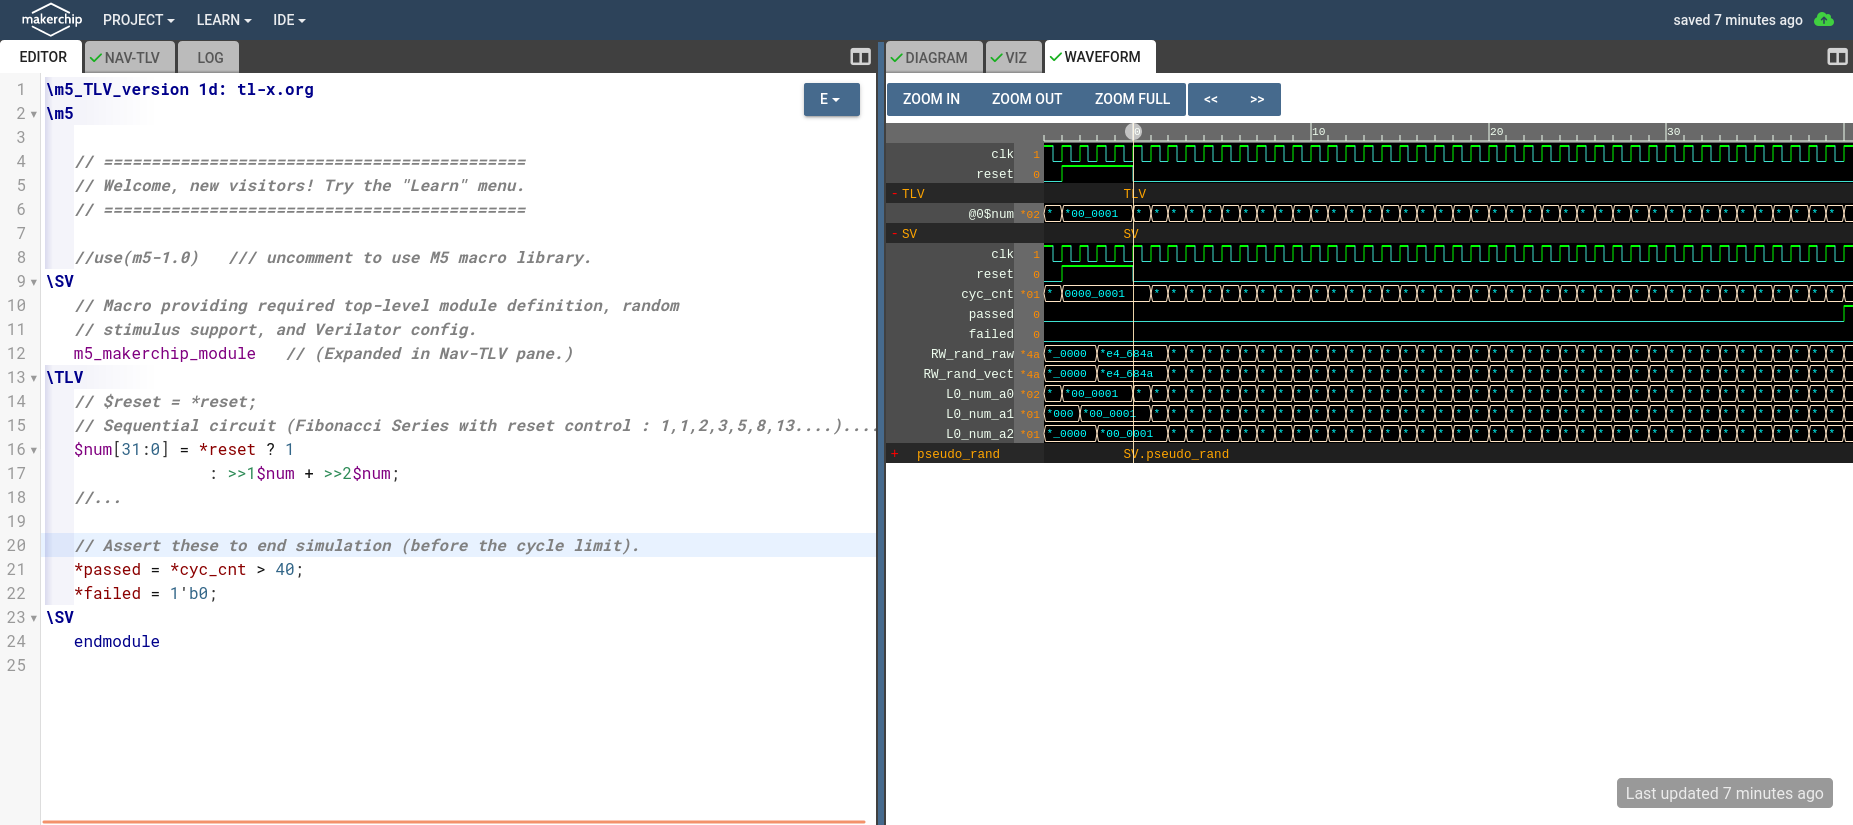 makerchip PROJECT LEARN IDE saved 7 minutes ago
EDITOR NAV-TLV LOG
E
1 \m5_TLV_version 1d: tl-x.org
2 \m5
3
4 // ============================================
5 // Welcome, new visitors! Try the "Learn" menu.
6 // ============================================
7
8 //use(m5-1.0) /// uncomment to use M5 macro library.
9 \SV
10 // Macro providing required top-level module definition, random
11 // stimulus support, and Verilator config.
12 m5_makerchip_module // (Expanded in Nav-TLV pane.)
13 \TLV
14 // $reset = *reset;
15 // Sequential circuit (Fibonacci Series with reset control : 1,1,2,3,5,8,13....)....
16 $num[31:0] = *reset ? 1
17 : >>1$num + >>2$num;
18 //...
19
20 // Assert these to end simulation (before the cycle limit).
21 *passed = *cyc_cnt > 40;
22 *failed = 1'b0;
23 \SV
24 endmodule
25
DIAGRAM VIZ WAVEFORM
ZOOM IN ZOOM OUT ZOOM FULL << >>
0 10 20 30
clk 1
reset 0
- TLV TLV
@0$num *02 * *00_0001 * * * * * * * * * * * * * * * * * * * * * * * * * * * * * * * * * * * * * * * *
- SV SV
clk 1
reset 0
cyc_cnt *01 * 0000_0001 * * * * * * * * * * * * * * * * * * * * * * * * * * * * * * * * * * * * * * *
passed 0
failed 0
RW_rand_raw *4a *_0000 *e4_684a * * * * * * * * * * * * * * * * * * * * * * * * * * * * * * * * * * * * * *
RW_rand_vect *4a *_0000 *e4_684a * * * * * * * * * * * * * * * * * * * * * * * * * * * * * * * * * * * * * *
L0_num_a0 *02 * *00_0001 * * * * * * * * * * * * * * * * * * * * * * * * * * * * * * * * * * * * * * * *
L0_num_a1 *01 *000 *00_0001 * * * * * * * * * * * * * * * * * * * * * * * * * * * * * * * * * * * * * * *
L0_num_a2 *01 *_0000 *00_0001 * * * * * * * * * * * * * * * * * * * * * * * * * * * * * * * * * * * * * *
+ pseudo_rand SV.pseudo_rand
Last updated 7 minutes ago